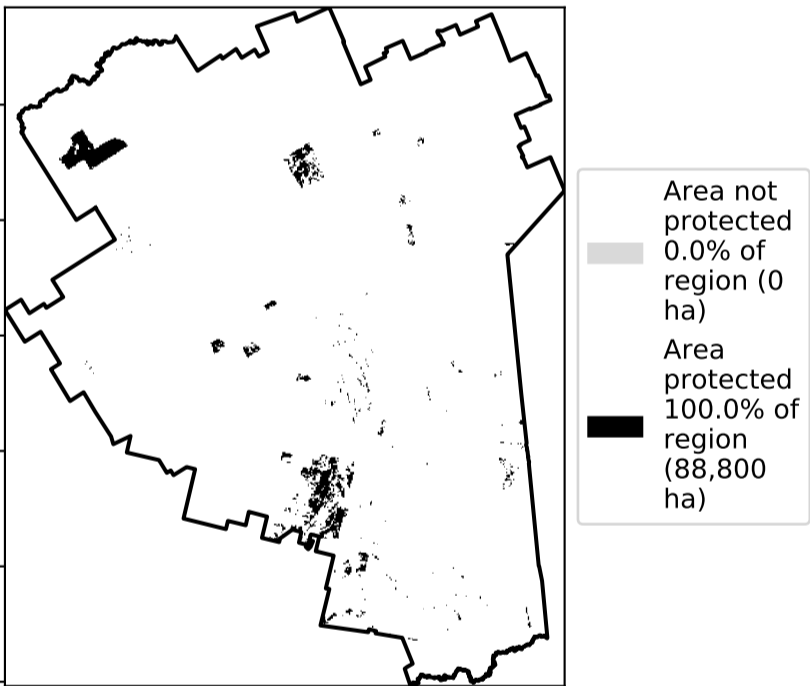 Area not
protected
0.0% of
region (0
ha)
Area
protected
100.0% of
region
(88,800
ha)